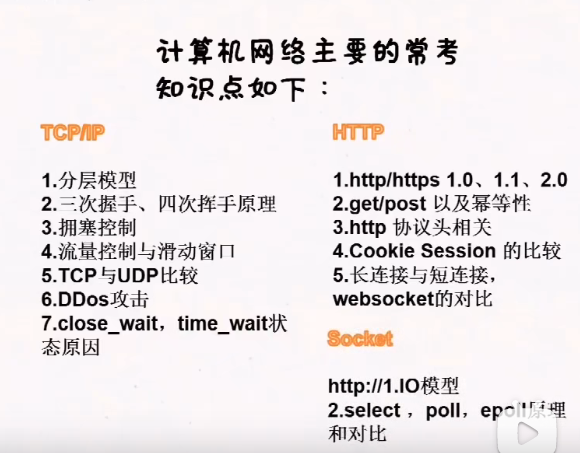 计算机网络主要的常考
知识点如下：
TCP/IP
1.分层模型
2.三次握手、四次挥手原理
3.拥塞控制
4.流量控制与滑动窗口
5.TCP与UDP比较
6.DDos攻击
7.close_wait，time_wait状
态原因
HTTP
1.http/https 1.0、1.1、2.0
2.get/post 以及幂等性
3.http 协议头相关
4.Cookie Session 的比较
5.长连接与短连接，
websocket的对比
Socket
http://1.IO模型
2.select ，poll，epoll原理
和对比